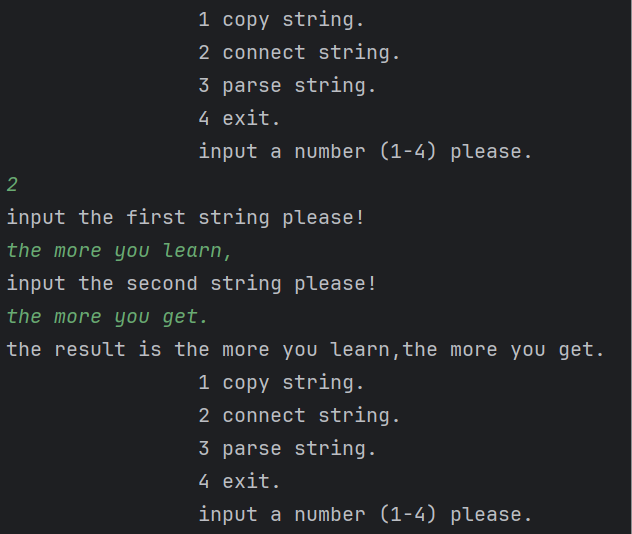 1 copy string.
2 connect string.
3 parse string.
4 exit.
input a number (1-4) please.
2
input the first string please!
the more you learn,
input the second string please!
the more you get.
the result is the more you learn,the more you get.
1 copy string.
2 connect string.
3 parse string.
4 exit.
input a number (1-4) please.